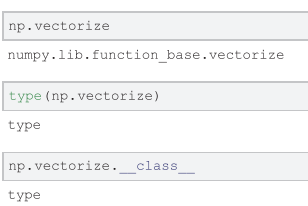 np.vectorize
numpy.lib.function_base.vectorize
type(np.vectorize)
type
np.vectorize.__class__
type